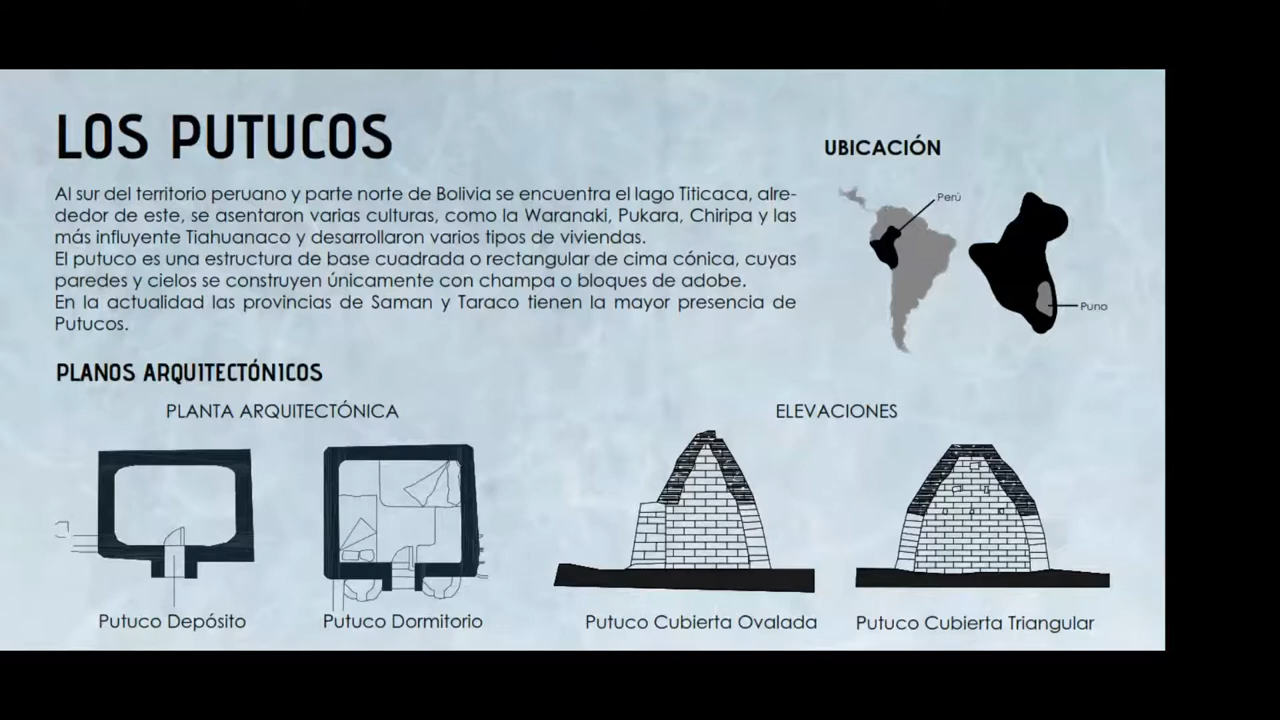 LOS PUTUCOS
Al sur del territorio peruano y parte norte de Bolivia se encuentra el lago Titicaca, alre-
dedor de este, se asentaron varias culturas, como la Waranaki, Pukara, Chiripa y las
más influyente Tiahuanaco y desarrollaron varios tipos de viviendas.
El putuco es una estructura de base cuadrada o rectangular de cima cónica, cuyas
paredes y cielos se construyen únicamente con champa o bloques de adobe.
En la actualidad las provincias de Saman y Taraco tienen la mayor presencia de
Putucos.
UBICACIÓN
Perú
Puno
PLANOS ARQUITECTÓNICOS
PLANTA ARQUITECTÓNICA
ELEVACIONES
Putuco Depósito
Putuco Dormitorio
Putuco Cubierta Ovalada
Putuco Cubierta Triangular